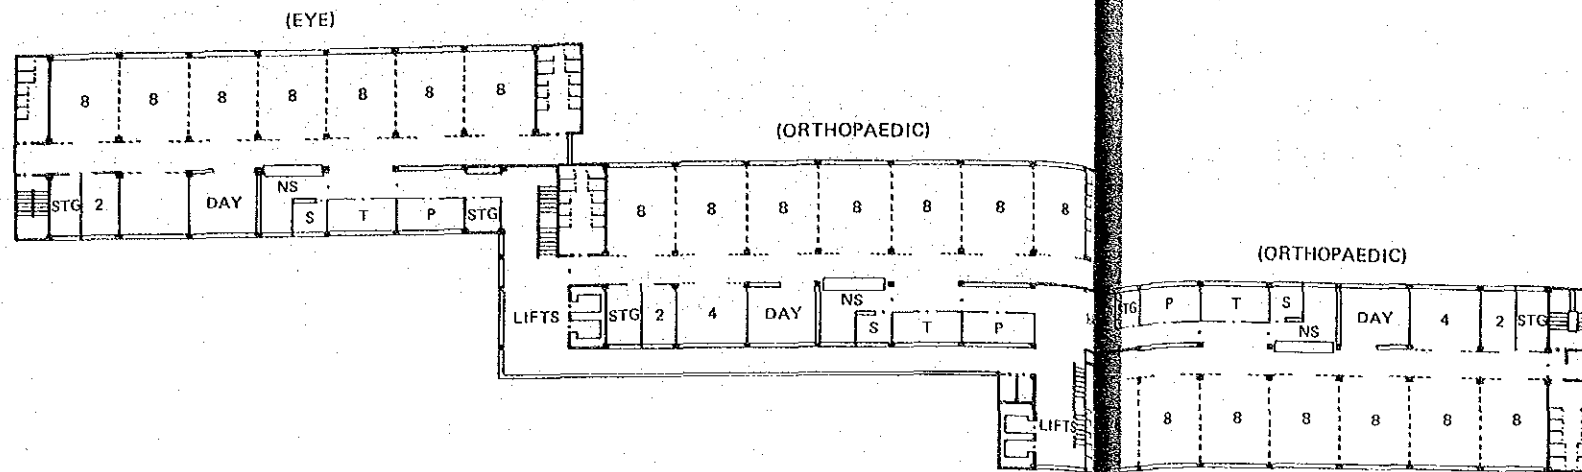 (EYE)
8 8 8 8 8 8 8
STG 2 DAY NS S T P STG
(ORTHOPAEDIC)
8 8 8 8 8 8 8
LIFTS STG 2 4 DAY NS S T P
LIFTS
(ORTHOPAEDIC)
STG P T S NS DAY 4 2 STG
8 8 8 8 8 8